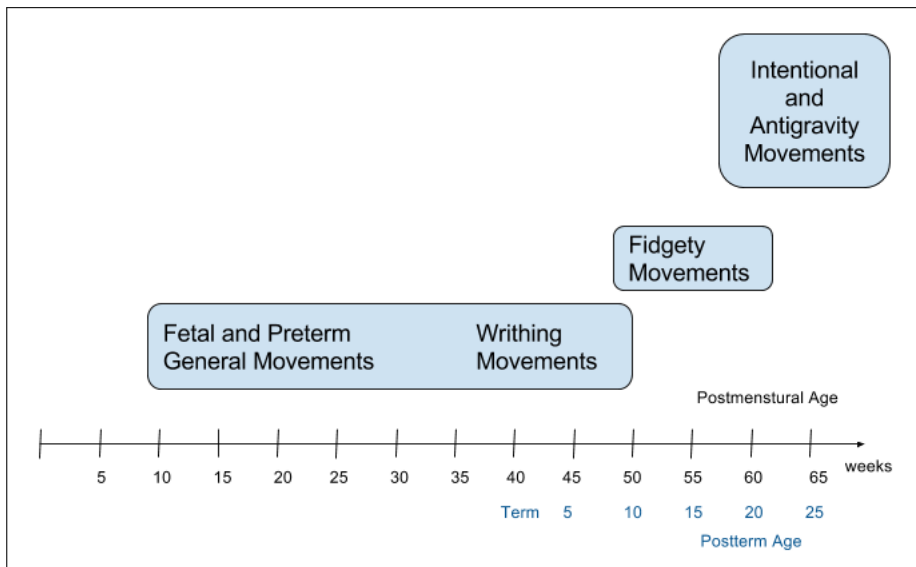 Intentional
and
Antigravity
Movements
Fidgety
Movements
Fetal and Preterm
General Movements
Writhing
Movements
Postmenstural Age
weeks
5 10 15 20 25 30 35 40 45 50 55 60 65
Term 5 10 15 20 25
Postterm Age